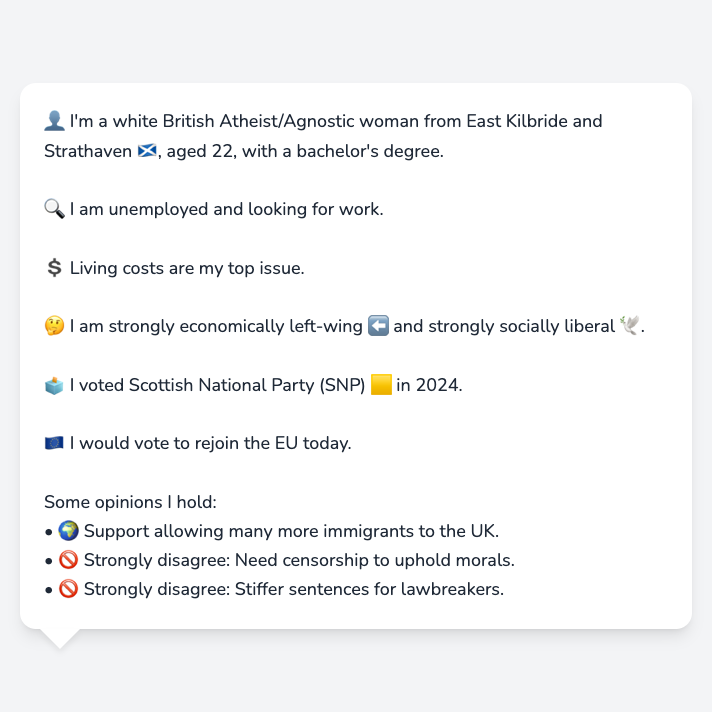 👤 I'm a white British Atheist/Agnostic woman from East Kilbride and
Strathaven 🏴󠁧󠁢󠁳󠁣󠁴󠁿, aged 22, with a bachelor's degree.
🔍 I am unemployed and looking for work.
💲 Living costs are my top issue.
🤔 I am strongly economically left-wing ⬅️ and strongly socially liberal 🕊️.
🗳️ I voted Scottish National Party (SNP) 🟨 in 2024.
🇪🇺 I would vote to rejoin the EU today.
Some opinions I hold:
• 🌍 Support allowing many more immigrants to the UK.
• 🚫 Strongly disagree: Need censorship to uphold morals.
• 🚫 Strongly disagree: Stiffer sentences for lawbreakers.